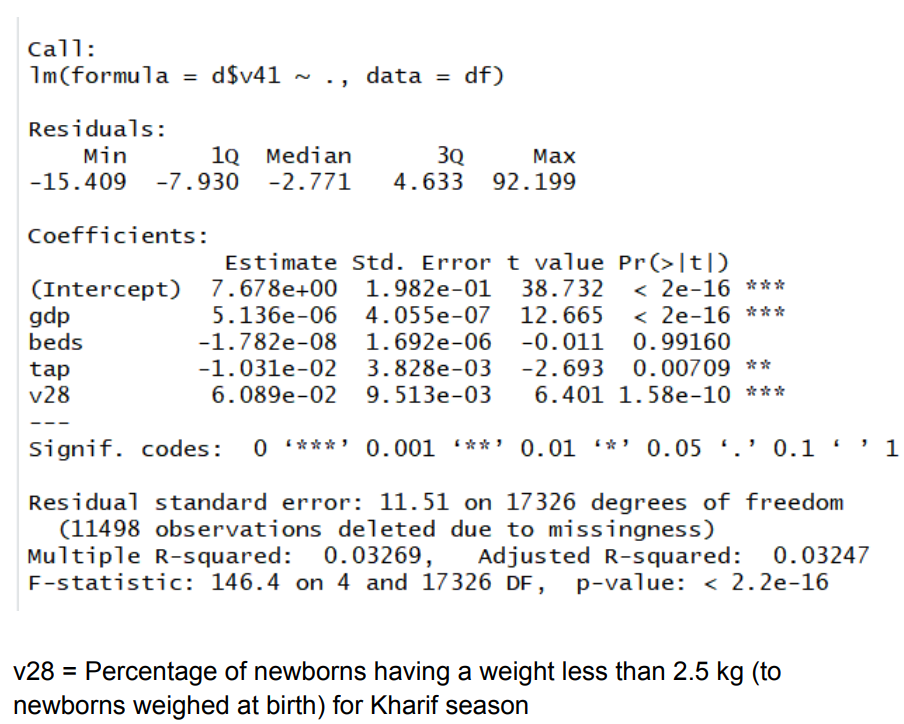 Call:
lm(formula = d$v41 ~ ., data = df)
Residuals:
Min 1Q Median 3Q Max
-15.409 -7.930 -2.771 4.633 92.199
Coefficients:
Estimate Std. Error t value Pr(>|t|)
(Intercept) 7.678e+00 1.982e-01 38.732 < 2e-16 ***
gdp 5.136e-06 4.055e-07 12.665 < 2e-16 ***
beds -1.782e-08 1.692e-06 -0.011 0.99160
tap -1.031e-02 3.828e-03 -2.693 0.00709 **
v28 6.089e-02 9.513e-03 6.401 1.58e-10 ***
---
Signif. codes: 0 ‘***’ 0.001 ‘**’ 0.01 ‘*’ 0.05 ‘.’ 0.1 ‘ ’ 1
Residual standard error: 11.51 on 17326 degrees of freedom
(11498 observations deleted due to missingness)
Multiple R-squared: 0.03269, Adjusted R-squared: 0.03247
F-statistic: 146.4 on 4 and 17326 DF, p-value: < 2.2e-16
v28 = Percentage of newborns having a weight less than 2.5 kg (to
newborns weighed at birth) for Kharif season